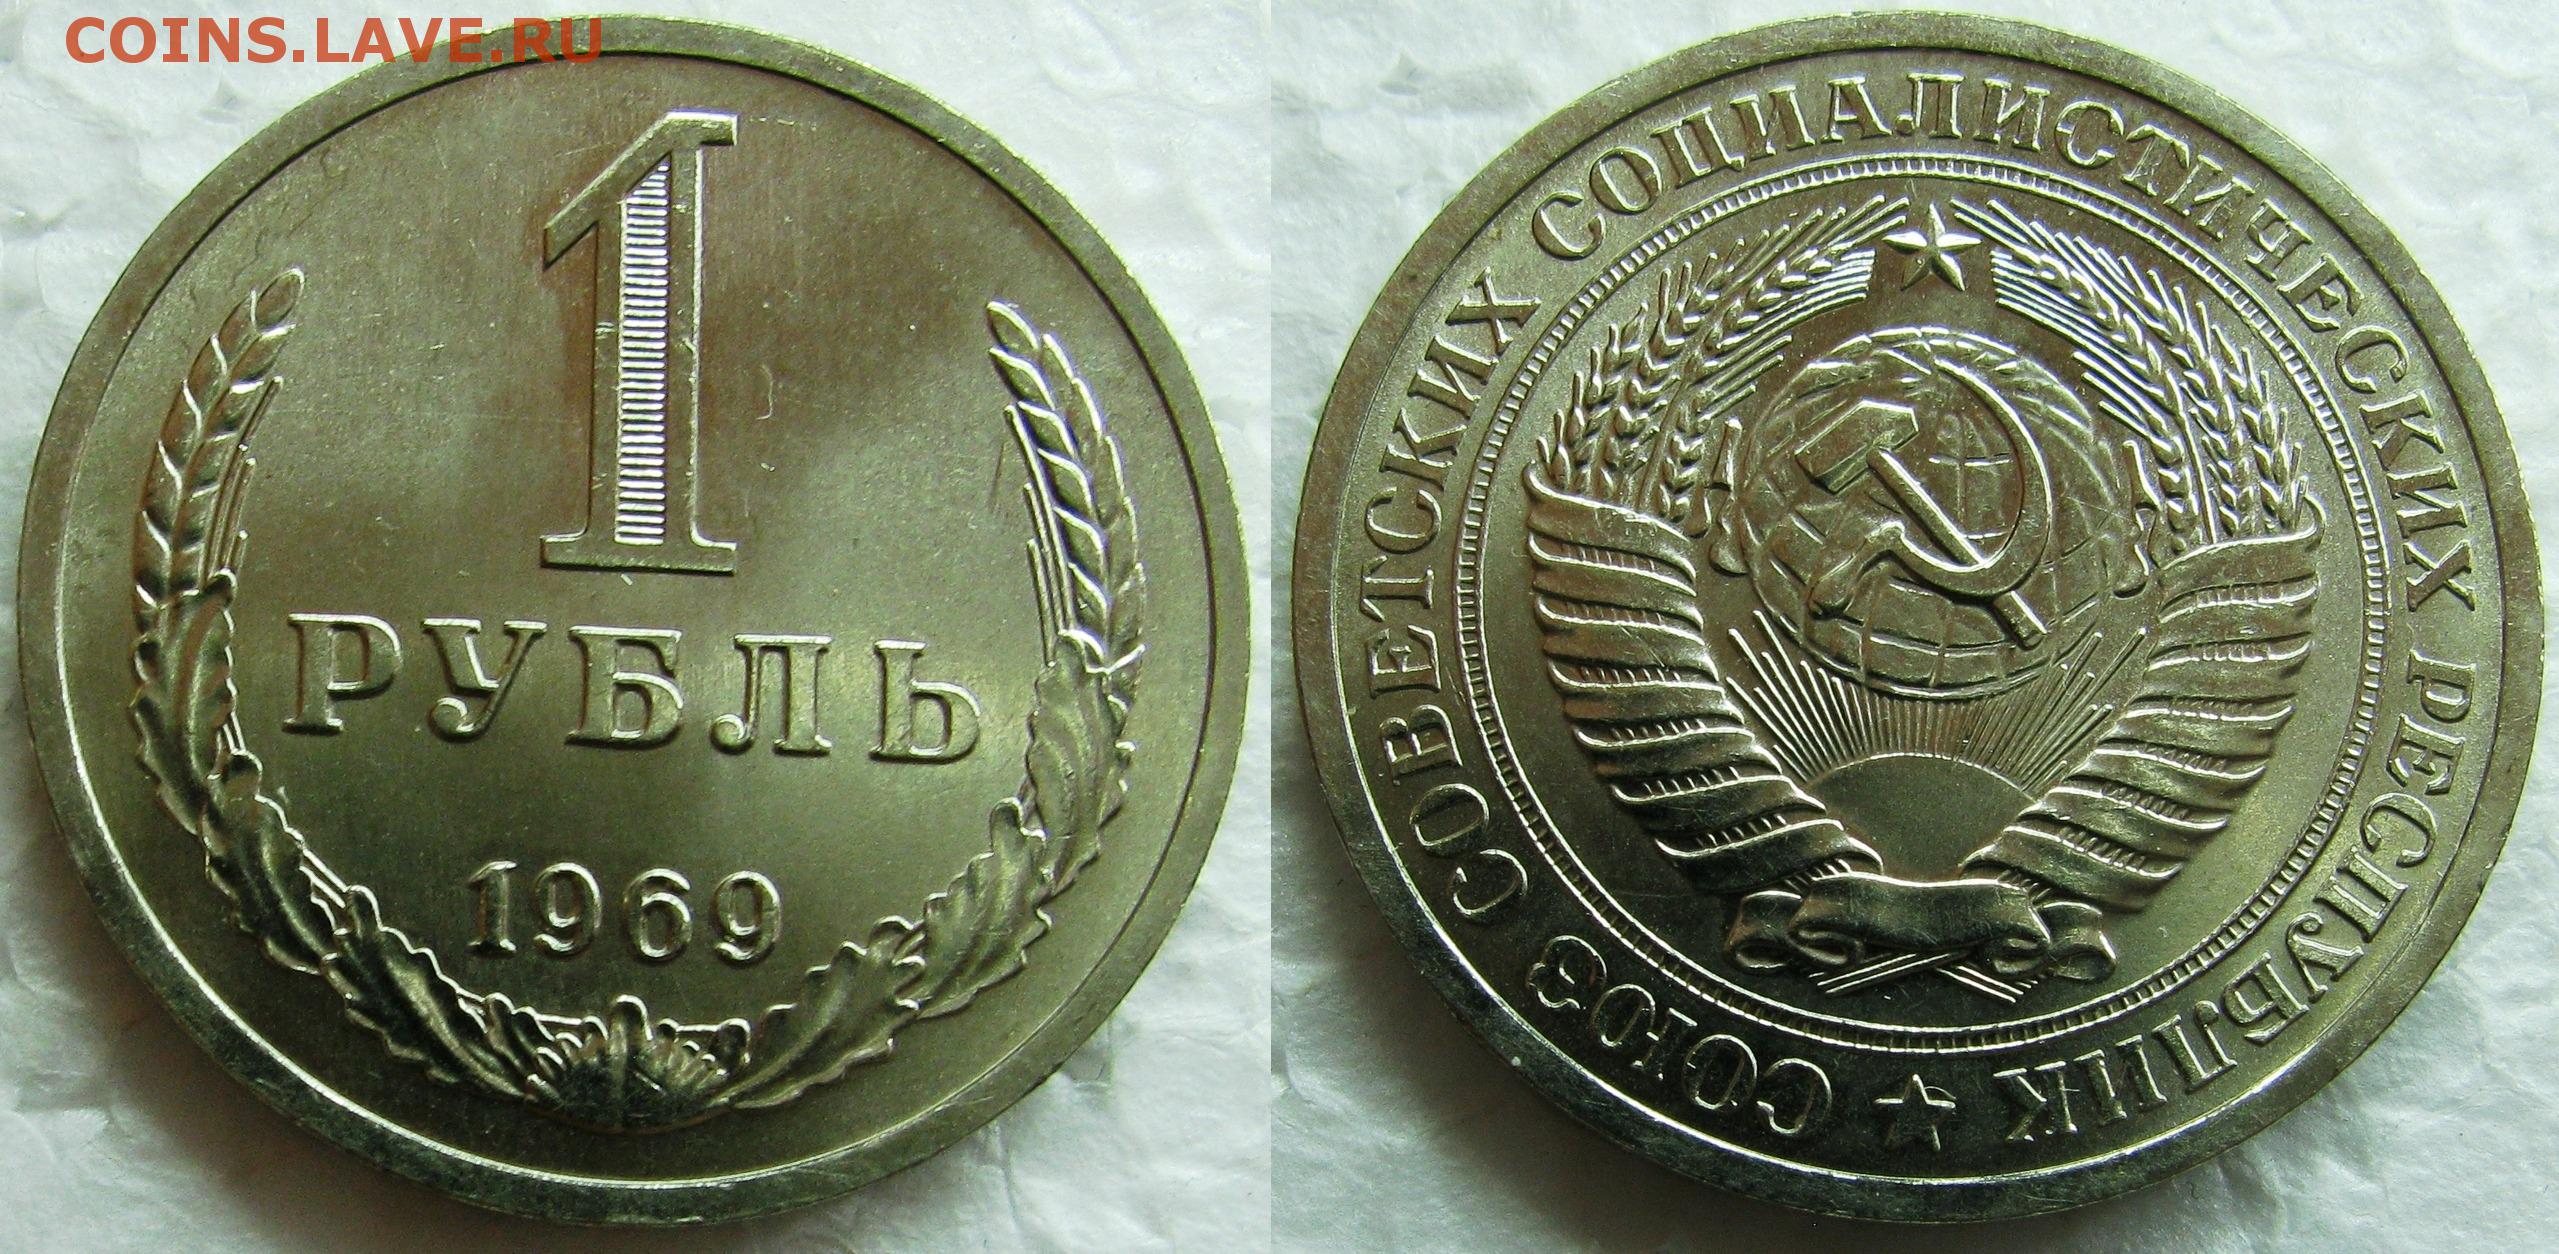 COINS.LAVE.RU
1
РУБЛЬ
1969
СОЮЗ СОВЕТСКИХ СОЦИАЛИСТИЧЕСКИХ РЕСПУБЛИК